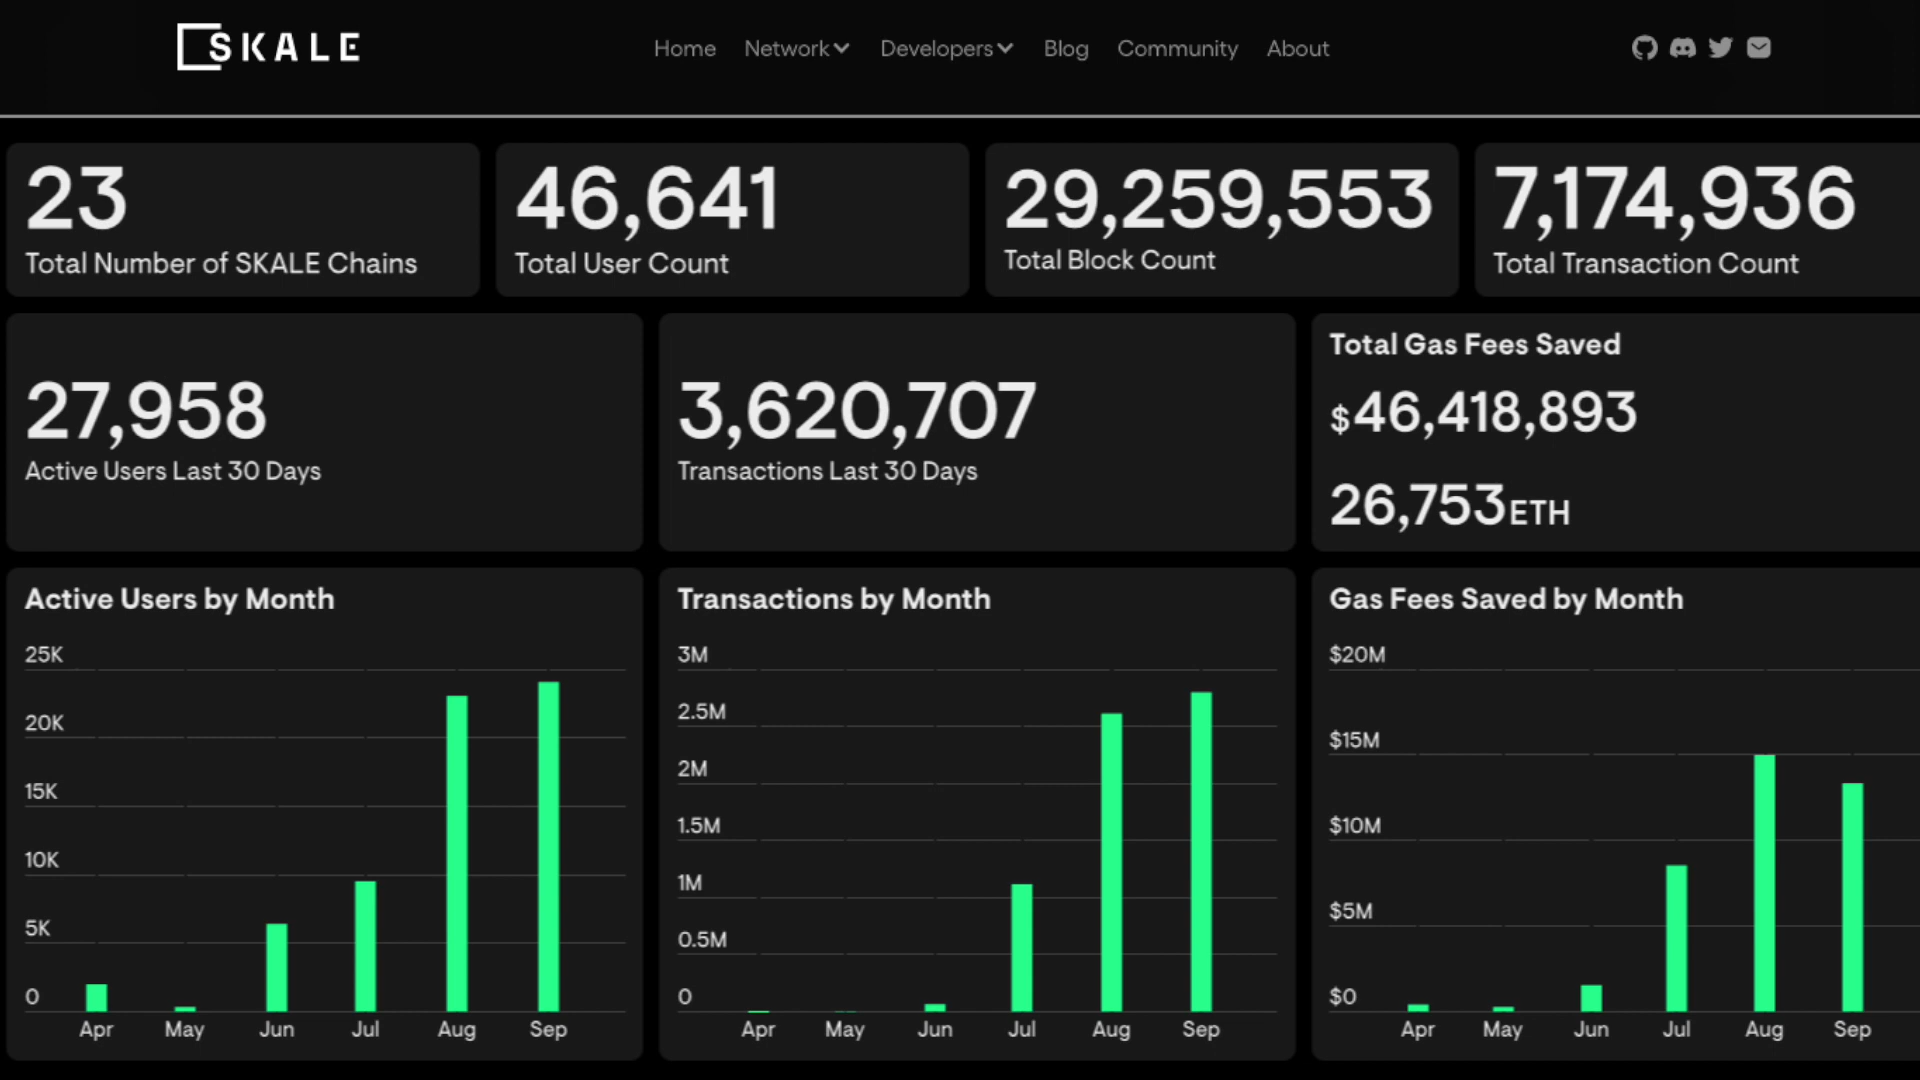 SKALE
Home Network Developers Blog Community About
23
Total Number of SKALE Chains
46,641
Total User Count
29,259,553
Total Block Count
7,174,936
Total Transaction Count
27,958
Active Users Last 30 Days
3,620,707
Transactions Last 30 Days
Total Gas Fees Saved
$46,418,893
26,753ETH
Active Users by Month
25K
20K
15K
10K
5K
0
Apr May Jun Jul Aug Sep
Transactions by Month
3M
2.5M
2M
1.5M
1M
0.5M
0
Apr May Jun Jul Aug Sep
Gas Fees Saved by Month
$20M
$15M
$10M
$5M
$0
Apr May Jun Jul Aug Sep